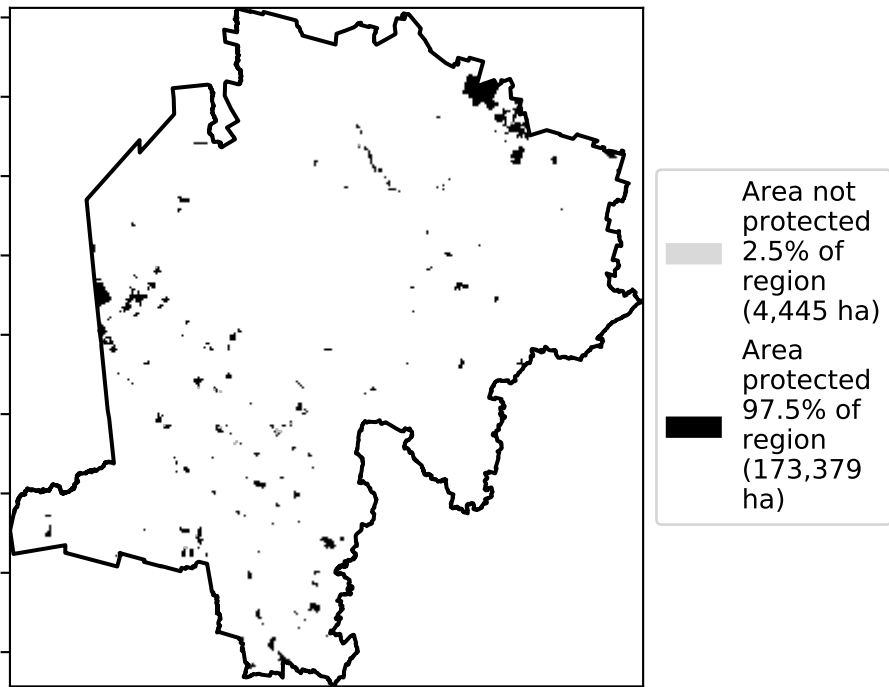 Area not
protected
2.5% of
region
(4,445 ha)
Area
protected
97.5% of
region
(173,379
ha)